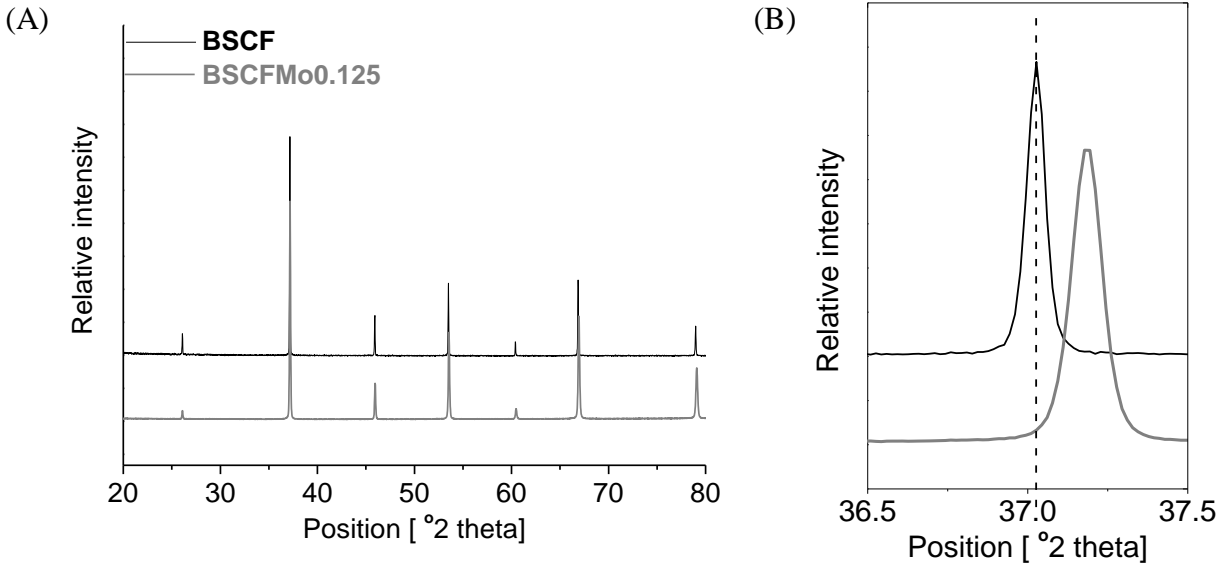 (A)
BSCF
BSCFMo0.125
Relative intensity
20 30 40 50 60 70 80
Position [ °2 theta]
(B)
Relative intensity
36.5 37.0 37.5
Position [ °2 theta]